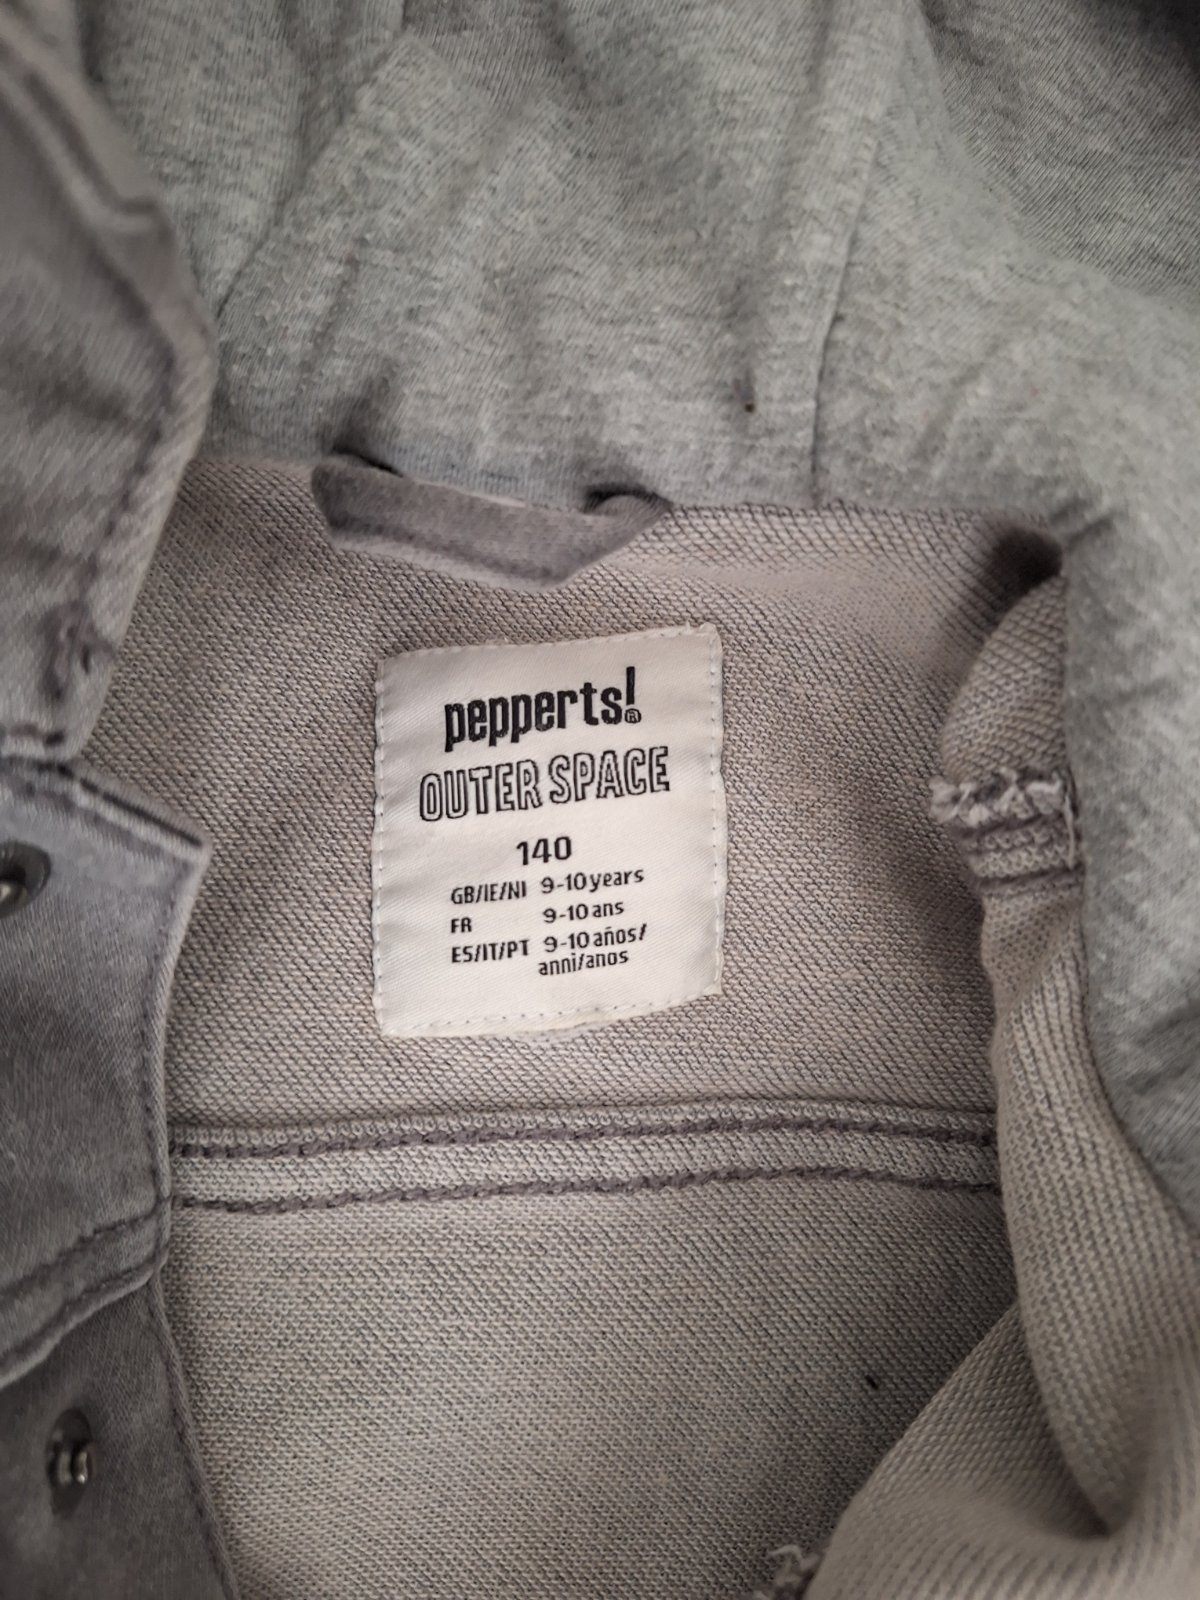 pepperts!®
OUTER SPACE
140
GB/IE/NI 9-10 years
FR 9-10 ans
ES/IT/PT 9-10 años/
anni/anos